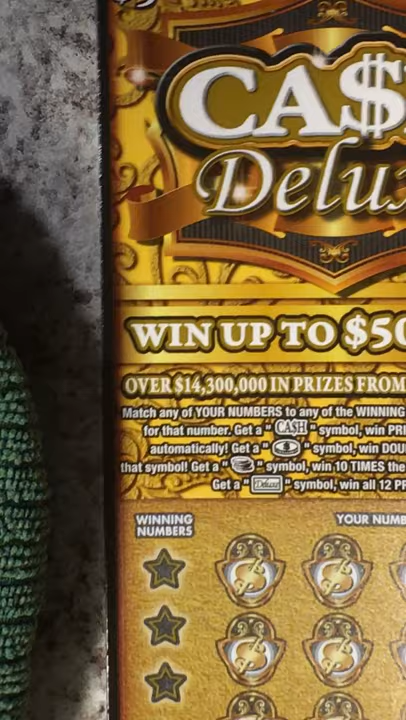 CA$
Delux
WIN UP TO $50
OVER $14,300,000 IN PRIZES FROM
Match any of YOUR NUMBERS to any of the WINNING
for that number. Get a " CA$H " symbol, win PRI
automatically! Get a " " symbol, win DOU
that symbol! Get a " " symbol, win 10 TIMES the
Get a " Deluxe " symbol, win all 12 PR
WINNING
NUMBERS
YOUR NUMB